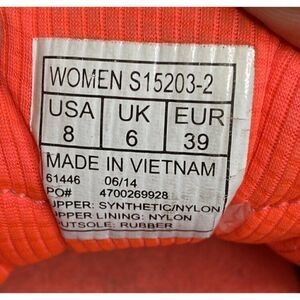 WOMEN S15203-2
USA UK EUR
8 6 39
MADE IN VIETNAM
61446 06/14
PO# 4700269928
UPPER: SYNTHETIC/NYLON
UPPER LINING: NYLON
OUTSOLE: RUBBER